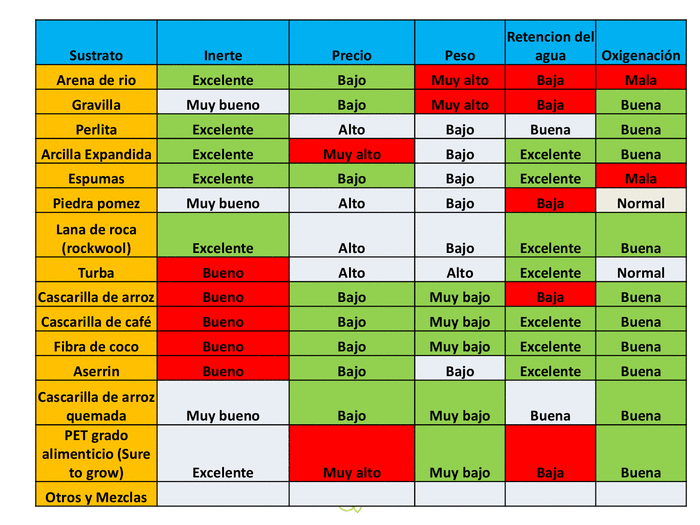 Sustrato Inerte Precio Peso Retencion del agua Oxigenación
Arena de rio Excelente Bajo Muy alto Baja Mala
Gravilla Muy bueno Bajo Muy alto Baja Buena
Perlita Excelente Alto Bajo Buena Buena
Arcilla Expandida Excelente Muy alto Bajo Excelente Buena
Espumas Excelente Bajo Bajo Excelente Mala
Piedra pomez Muy bueno Alto Bajo Baja Normal
Lana de roca
(rockwool) Excelente Alto Bajo Excelente Buena
Turba Bueno Alto Alto Excelente Normal
Cascarilla de arroz Bueno Bajo Muy bajo Baja Buena
Cascarilla de café Bueno Bajo Muy bajo Excelente Buena
Fibra de coco Bueno Bajo Muy bajo Excelente Buena
Aserrin Bueno Bajo Bajo Excelente Buena
Cascarilla de arroz
quemada Muy bueno Bajo Muy bajo Buena Buena
PET grado
alimenticio (Sure
to grow) Excelente Muy alto Muy bajo Baja Buena
Otros y Mezclas